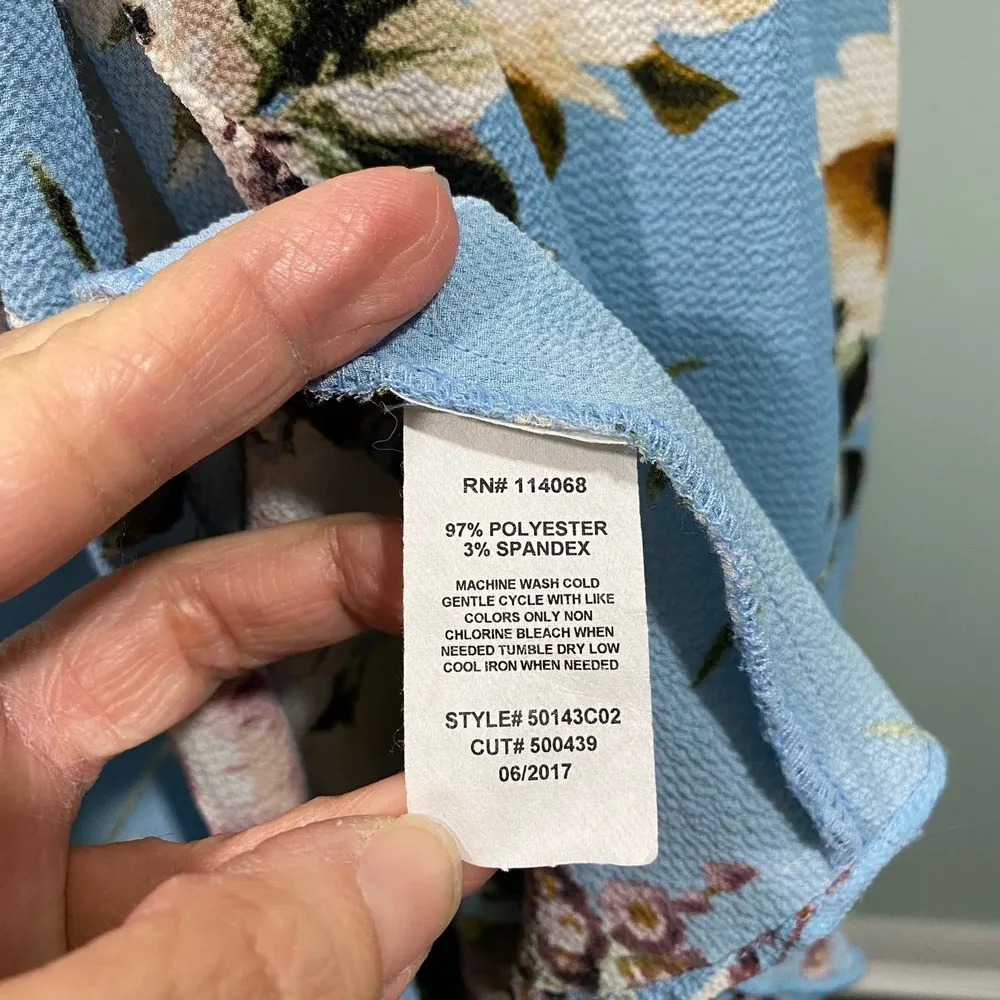 RN# 114068
97% POLYESTER
3% SPANDEX
MACHINE WASH COLD
GENTLE CYCLE WITH LIKE
COLORS ONLY NON
CHLORINE BLEACH WHEN
NEEDED TUMBLE DRY LOW
COOL IRON WHEN NEEDED
STYLE# 50143C02
CUT# 500439
06/2017